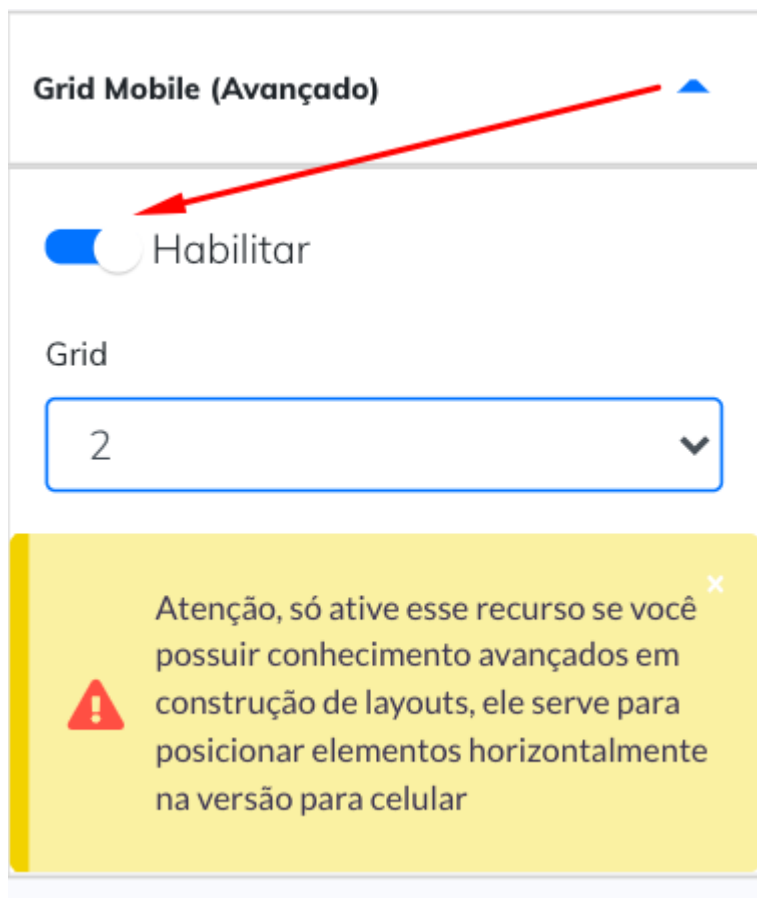 Grid Mobile (Avançado)
Habilitar
Grid
2
Atenção, só ative esse recurso se você
possuir conhecimento avançados em
construção de layouts, ele serve para
posicionar elementos horizontalmente
na versão para celular